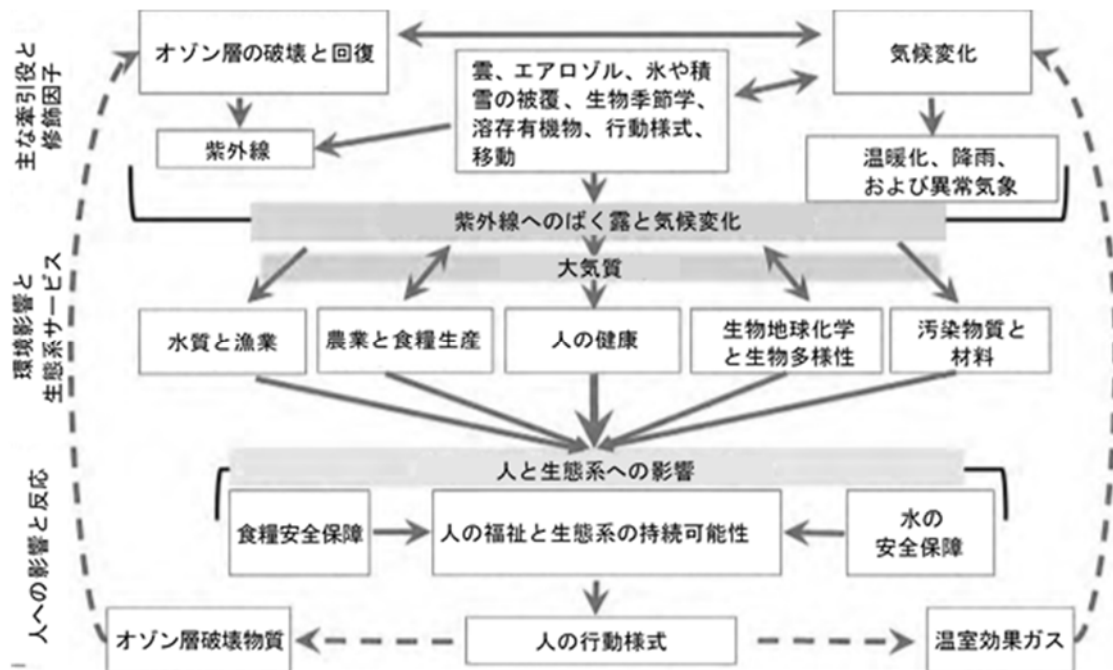 主な牽引役と
修飾因子
オゾン層の破壊と回復
気候変化
雲、エアロゾル、氷や積
雪の被覆、生物季節学、
溶存有機物、行動様式、
移動
紫外線
温暖化、降雨、
および異常気象
紫外線へのばく露と気候変化
環境影響と
生態系サービス
大気質
水質と漁業
農業と食糧生産
人の健康
生物地球化学
と生物多様性
汚染物質と
材料
人への影響と反応
人と生態系への影響
食糧安全保障
人の福祉と生態系の持続可能性
水の
安全保障
オゾン層破壊物質
人の行動様式
温室効果ガス